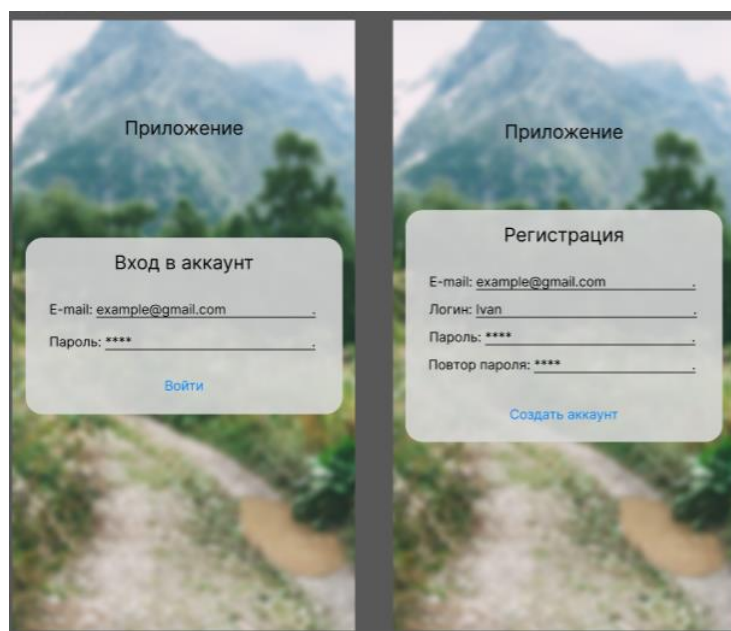 Приложение
Вход в аккаунт
E-mail: example@gmail.com .
Пароль: **** .
Войти
Приложение
Регистрация
E-mail: example@gmail.com .
Логин: Ivan .
Пароль: **** .
Повтор пароля: **** .
Создать аккаунт